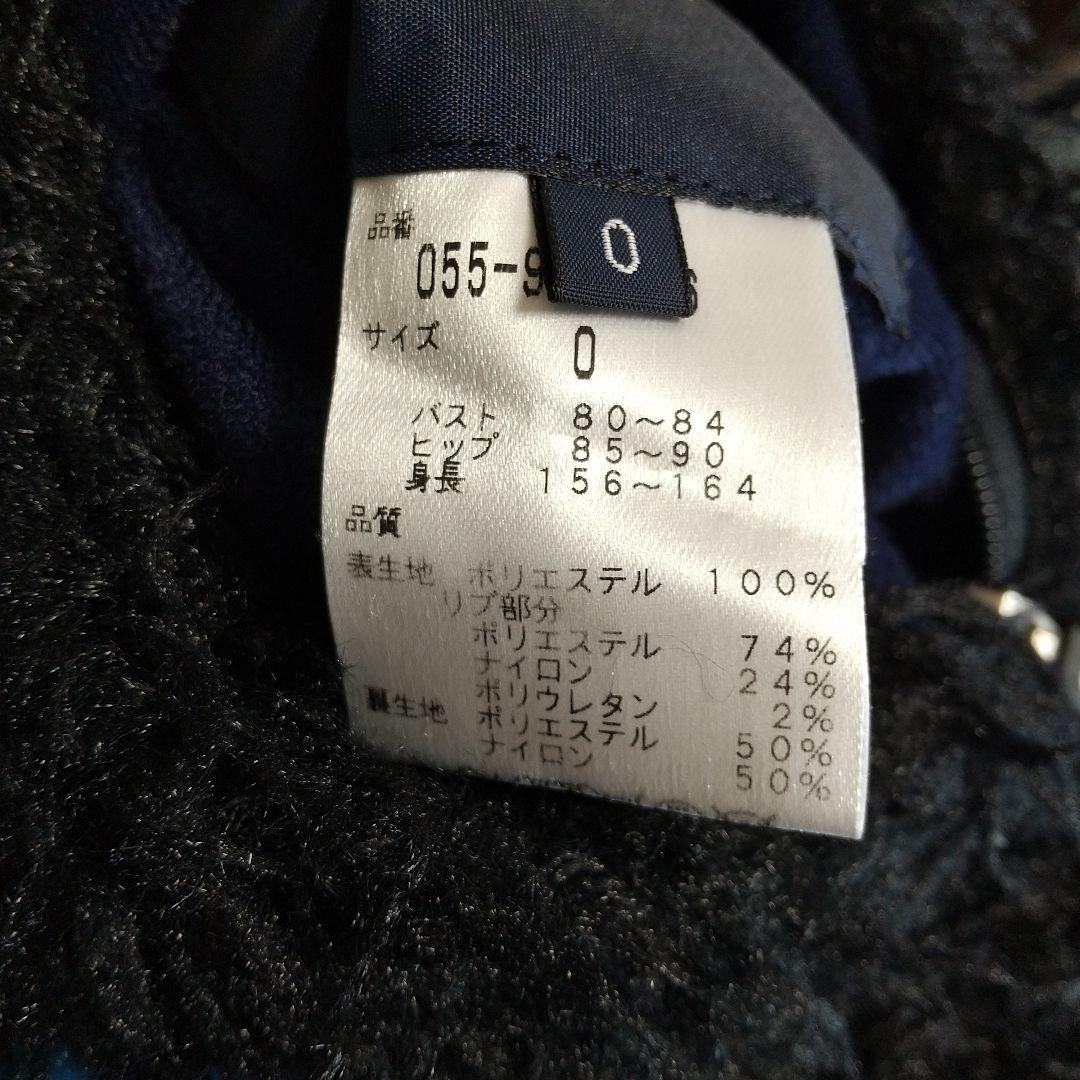 品番
0
055-9 6
サイズ 0
バスト 80~84
ヒップ 85~90
身長 156~164
品質
表生地 ポリエステル 100%
リブ部分
ポリエステル 74%
ナイロン 24%
ポリウレタン 2%
裏生地 ポリエステル 50%
ナイロン 50%